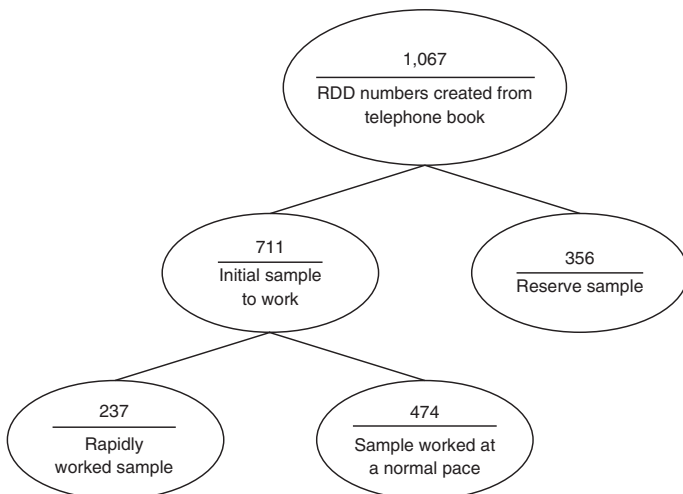 1,067
RDD numbers created from
telephone book
711
Initial sample
to work
356
Reserve sample
237
Rapidly
worked sample
474
Sample worked at
a normal pace